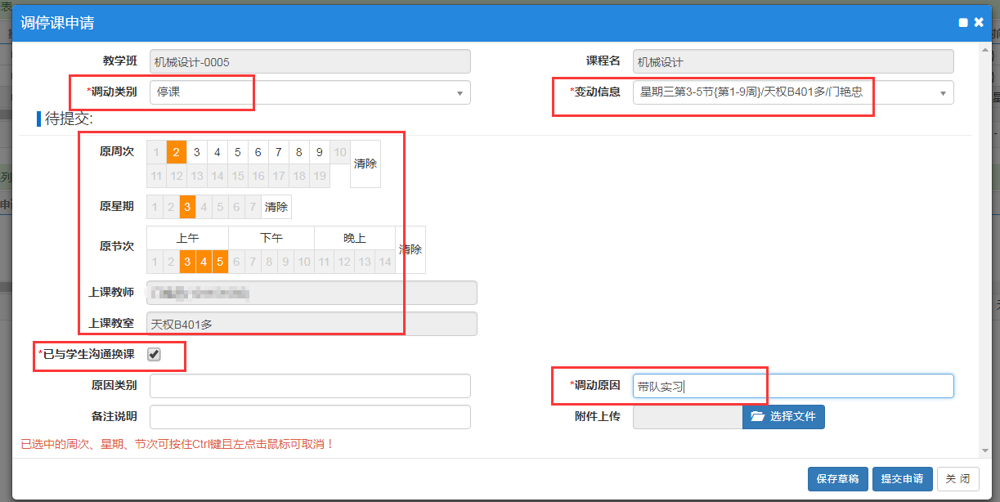 调停课申请
教学班 机械设计-0005 课程名 机械设计
*调动类别 停课 *变动信息 星期三第3-5节{第1-9周}/天权B401多/门艳忠
待提交:
原周次 1 2 3 4 5 6 7 8 9 10 清除
11 12 13 14 15 16 17 18 19
原星期 1 2 3 4 5 6 7 清除
上午 下午 晚上
原节次 清除
1 2 3 4 5 6 7 8 9 10 11 12 13 14
上课教师
上课教室 天权B401多
*已与学生沟通换课
原因类别 *调动原因 带队实习
备注说明 附件上传 选择文件
已选中的周次、星期、节次可按住Ctrl键且左点击鼠标可取消！
保存草稿 提交申请 关 闭